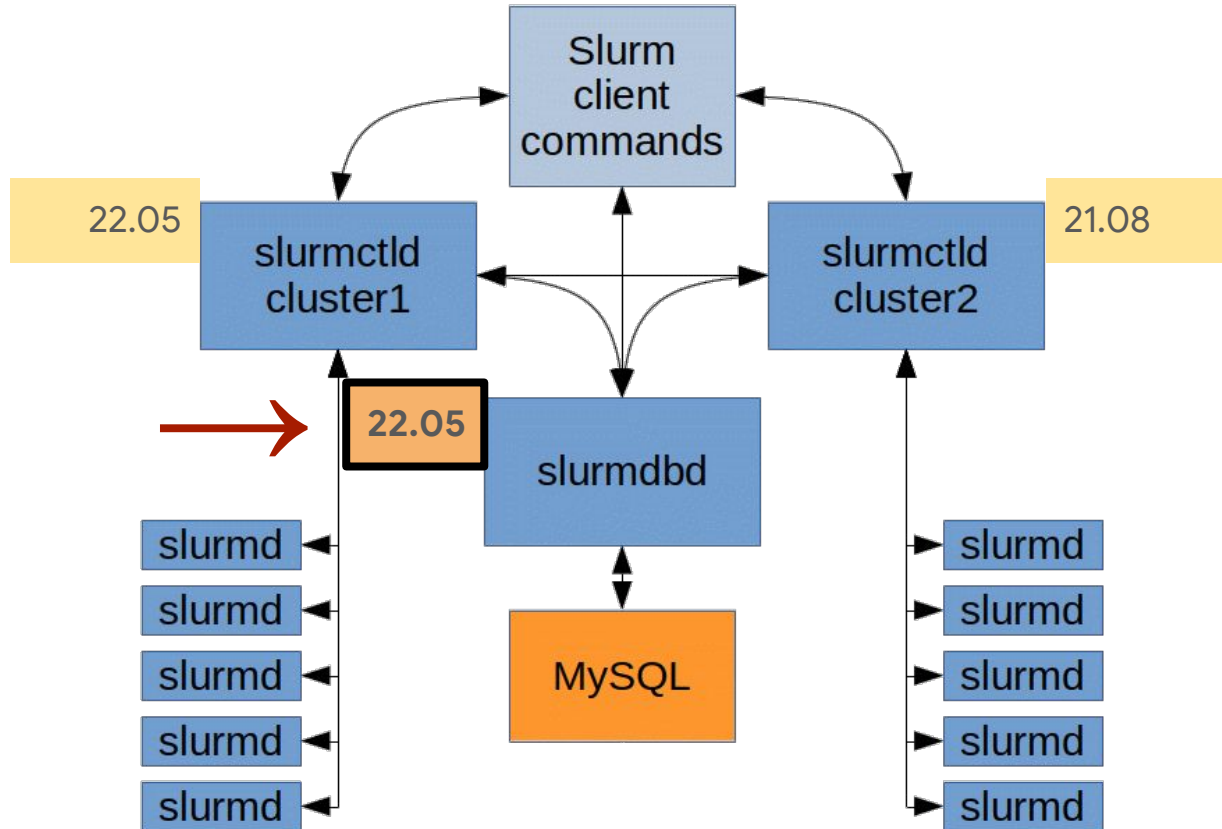 Slurm
client
commands
22.05
slurmctld
cluster1
slurmctld
cluster2
21.08
22.05
slurmdbd
slurmd
slurmd
slurmd
slurmd
slurmd
MySQL
slurmd
slurmd
slurmd
slurmd
slurmd